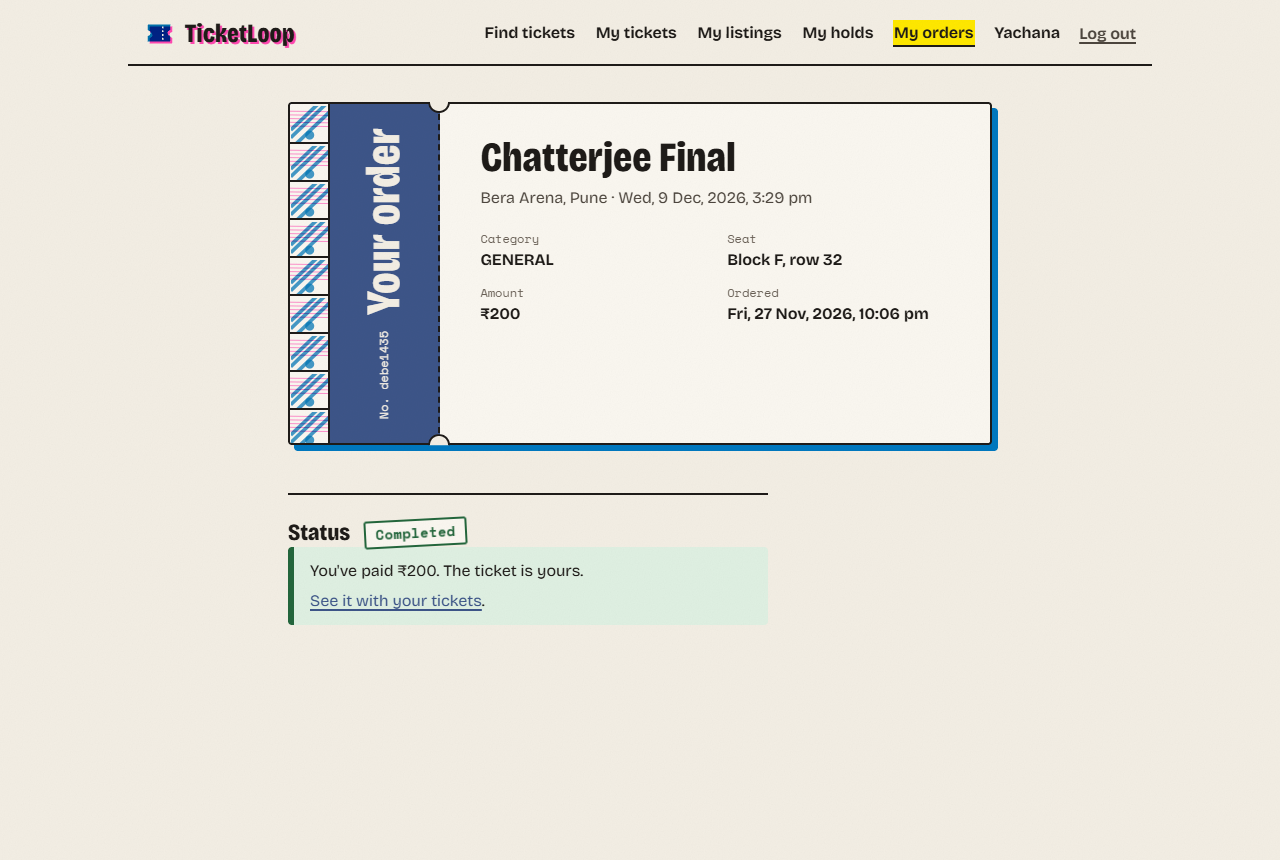 TicketLoop
Find tickets
My tickets
My listings
My holds
My orders
Yachana
Log out
Your order
No. debe1435
Chatterjee Final
Bera Arena, Pune · Wed, 9 Dec, 2026, 3:29 pm
Category
GENERAL
Seat
Block F, row 32
Amount
₹200
Ordered
Fri, 27 Nov, 2026, 10:06 pm
Status
Completed
You've paid ₹200. The ticket is yours.
See it with your tickets.